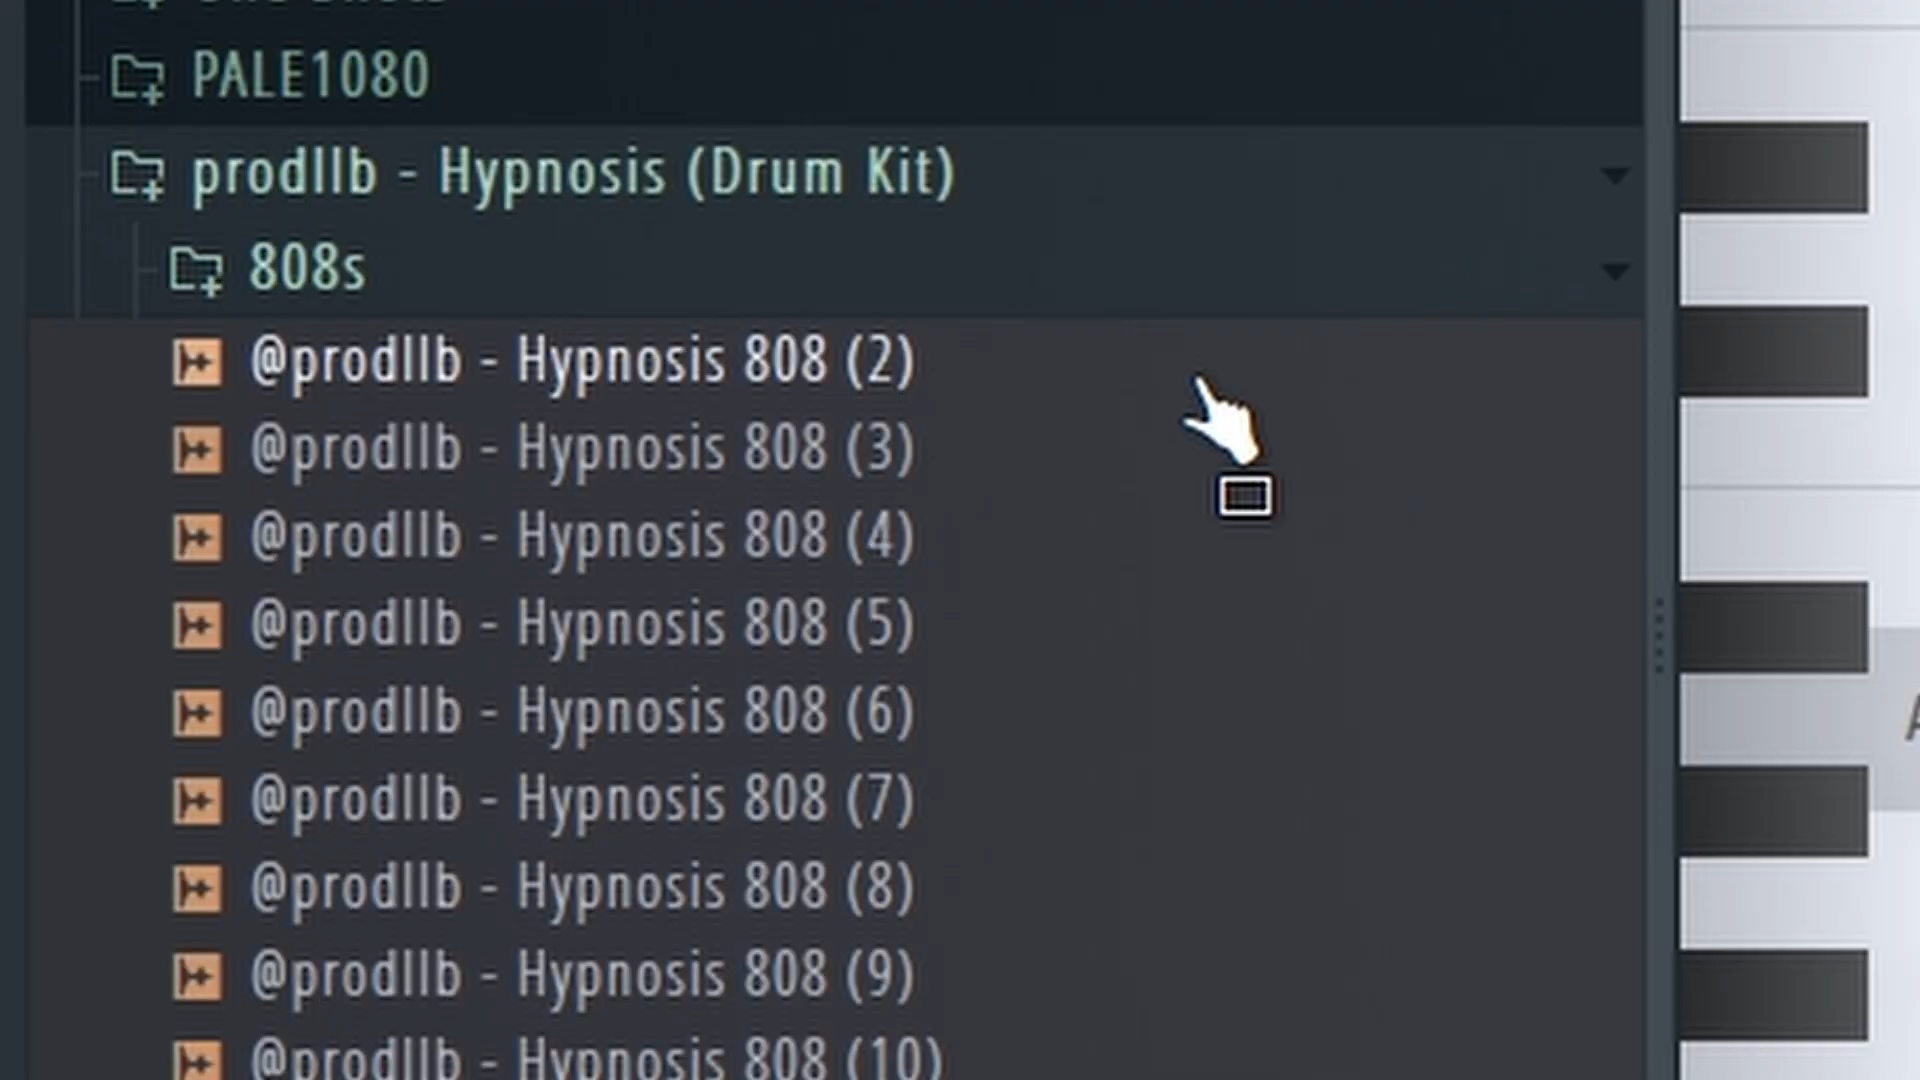 PALE1080
prodllb - Hypnosis (Drum Kit)
808s
@prodllb - Hypnosis 808 (2)
@prodllb - Hypnosis 808 (3)
@prodllb - Hypnosis 808 (4)
@prodllb - Hypnosis 808 (5)
@prodllb - Hypnosis 808 (6)
@prodllb - Hypnosis 808 (7)
@prodllb - Hypnosis 808 (8)
@prodllb - Hypnosis 808 (9)
@prodllb - Hypnosis 808 (10)